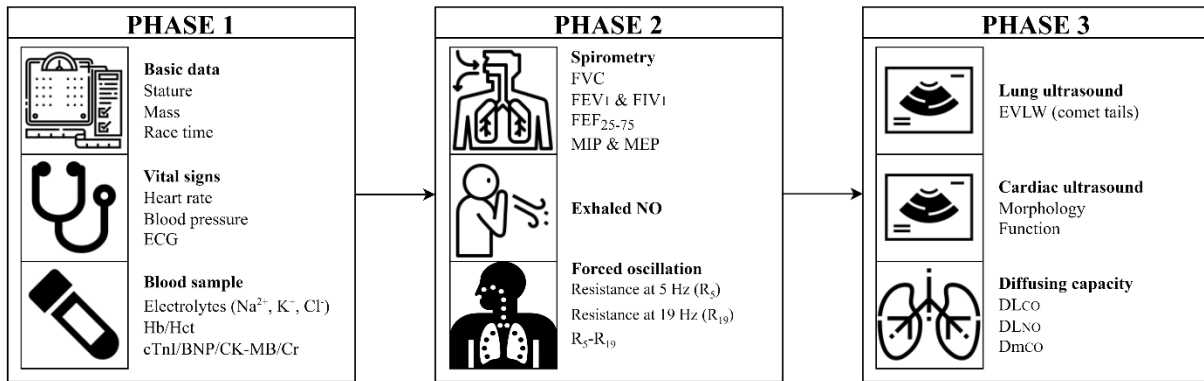 PHASE 1
Basic data
Stature
Mass
Race time
Vital signs
Heart rate
Blood pressure
ECG
Blood sample
Electrolytes (Na²⁺, K⁺, Cl⁻)
Hb/Hct
cTnI/BNP/CK-MB/Cr
PHASE 2
Spirometry
FVC
FEV₁ & FIV₁
FEF₂₅₋₇₅
MIP & MEP
Exhaled NO
Forced oscillation
Resistance at 5 Hz (R₅)
Resistance at 19 Hz (R₁₉)
R₅-R₁₉
PHASE 3
Lung ultrasound
EVLW (comet tails)
Cardiac ultrasound
Morphology
Function
Diffusing capacity
DLCO
DLNO
DmCO